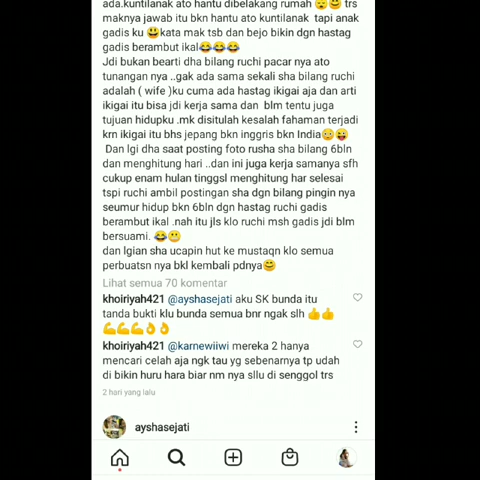 ada.kuntilanak ato hantu dibelakang rumah 😴😊 trs
maknya jawab itu bkn hantu ato kuntilanak tapi anak
gadis ku 😃kata mak tsb dan bejo bikin dgn hastag
gadis berambut ikal😂😂😂
Jdi bukan beart dha bilang ruchi pacar nya ato
tunangan nya ..gak ada sama sekali sha bilang ruchi
adalah ( wife )ku cuma ada hastag ikigai aja dan arti
ikigai itu bisa jdi kerja sama dan blm tentu juga
tujuan hidupku .mk disitulah kesalah fahaman terjadi
krn ikigai itu bhs jepang bkn inggris bkn India😳😜
Dan lgi dha saat posting foto rusha sha bilang 6bln
dan menghitung hari ..dan ini juga kerja samanya sfh
cukup enam hulan tinggsl menghitung har selesai
tspi ruchi ambil postingan sha dgn bilang pingin nya
seumur hidup bkn 6bln dgn hastag ruchi gadis
berambut ikal .nah itu jls klo ruchi msh gadis jdi blm
bersuami. 😂😬
dan lgian sha ucapin hut ke mustaqn klo semua
perbuatsn nya bkl kembali pdnya😊
Lihat semua 70 komentar
khoiriyah421 @ayshasejati aku SK bunda itu
tanda bukti klu bunda semua bnr ngak slh 👍👍
💪💪💪👌👌
khoiriyah421 @karnewiiwi mereka 2 hanya
mencari celah aja ngk tau yg sebenarnya tp udah
di bikin huru hara biar nm nya sllu di senggol trs
2 hari yang lalu
ayshasejati